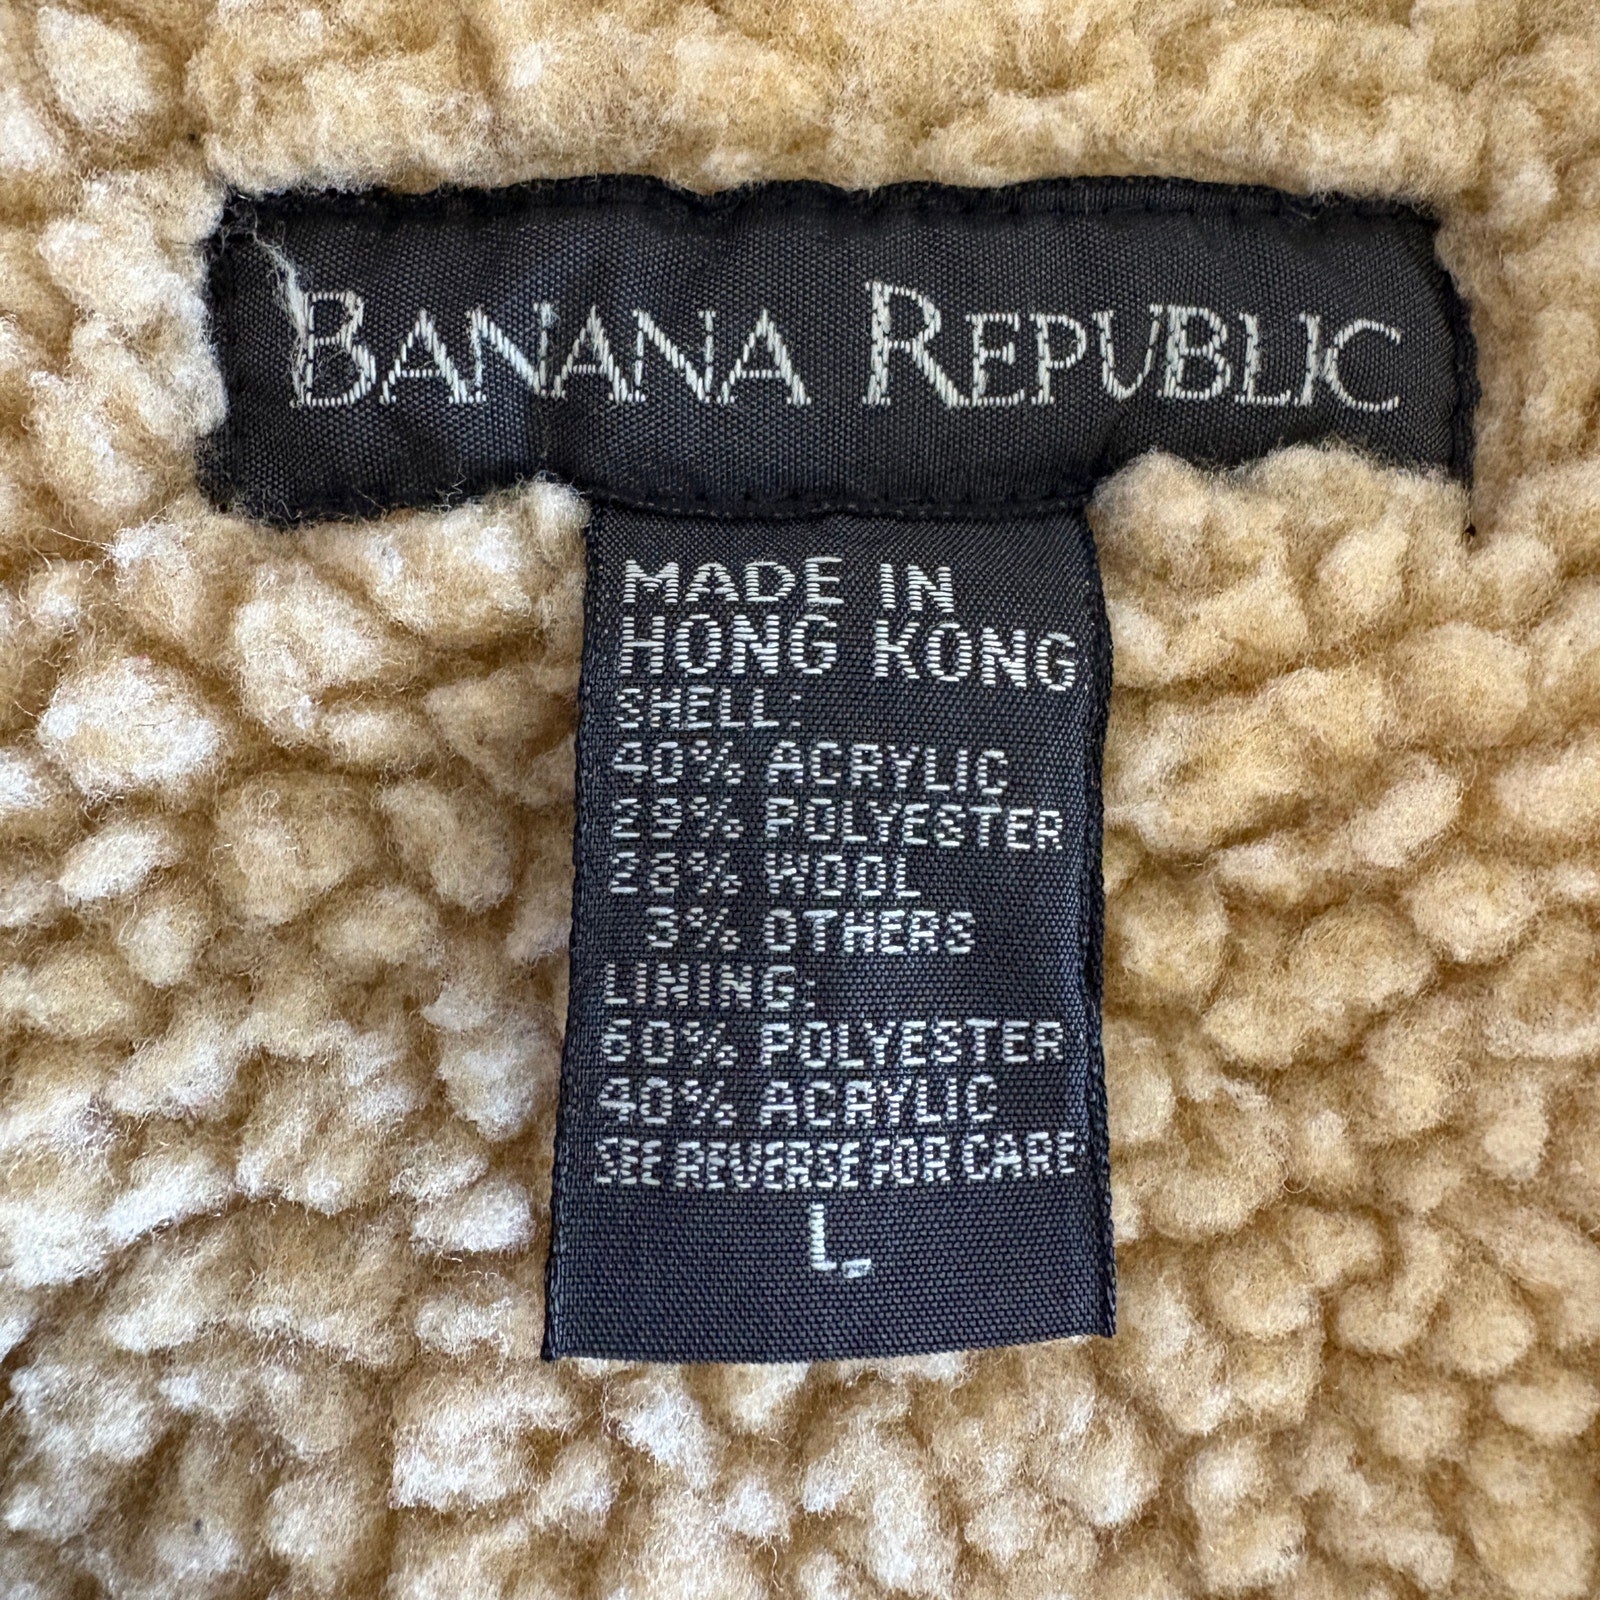 BANANA REPUBLIC
MADE IN
HONG KONG
SHELL:
40% ACRYLIC
29% POLYESTER
28% WOOL
3% OTHERS
LINING:
60% POLYESTER
40% ACRYLIC
SEE REVERSE FOR CARE
L